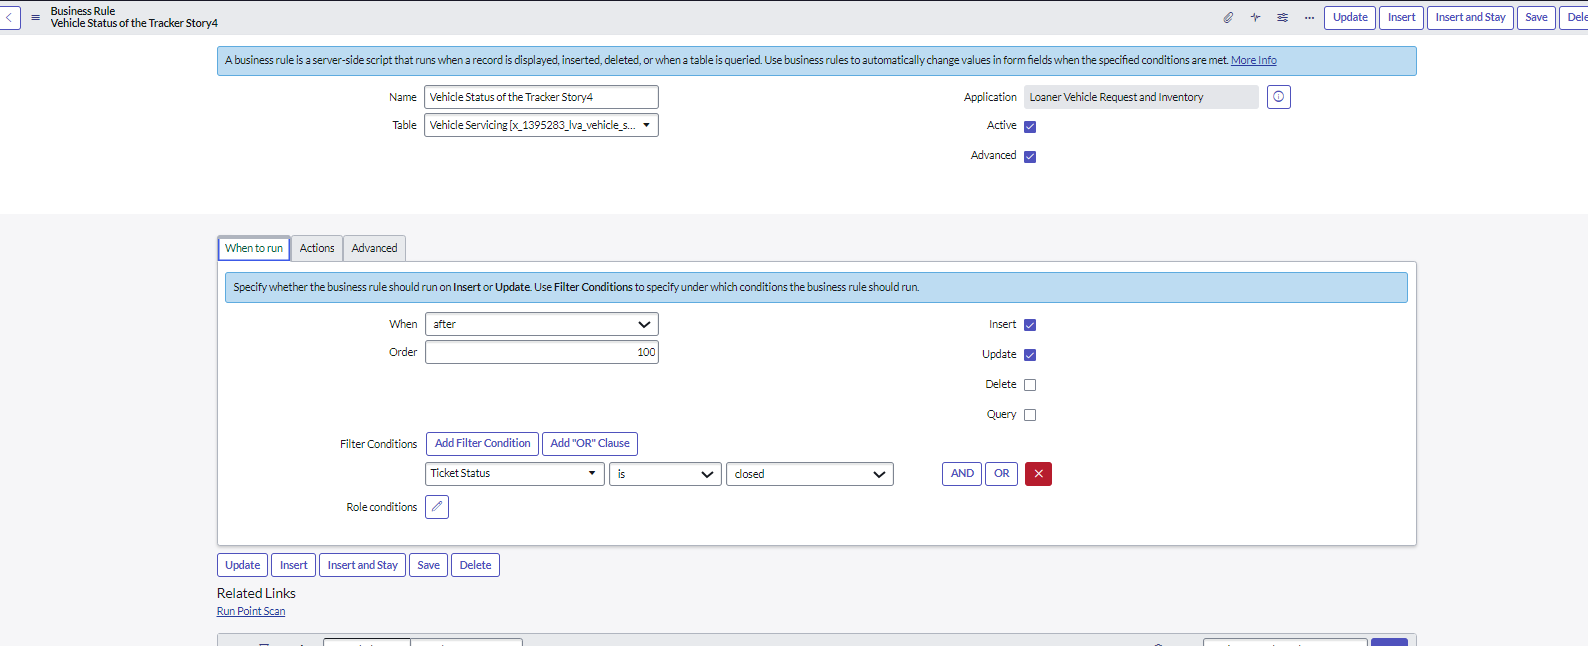 Business Rule
Vehicle Status of the Tracker Story4
Update
Insert
Insert and Stay
Save
Dele
A business rule is a server-side script that runs when a record is displayed, inserted, deleted, or when a table is queried. Use business rules to automatically change values in form fields when the specified conditions are met. More Info
Name Vehicle Status of the Tracker Story4
Application Loaner Vehicle Request and Inventory
Table Vehicle Servicing [x_1395283_lva_vehicle_s...
Active
Advanced
When to run Actions Advanced
Specify whether the business rule should run on Insert or Update. Use Filter Conditions to specify under which conditions the business rule should run.
When after
Insert
Order 100
Update
Delete
Query
Filter Conditions Add Filter Condition Add "OR" Clause
Ticket Status is closed AND OR
Role conditions
Update Insert Insert and Stay Save Delete
Related Links
Run Point Scan